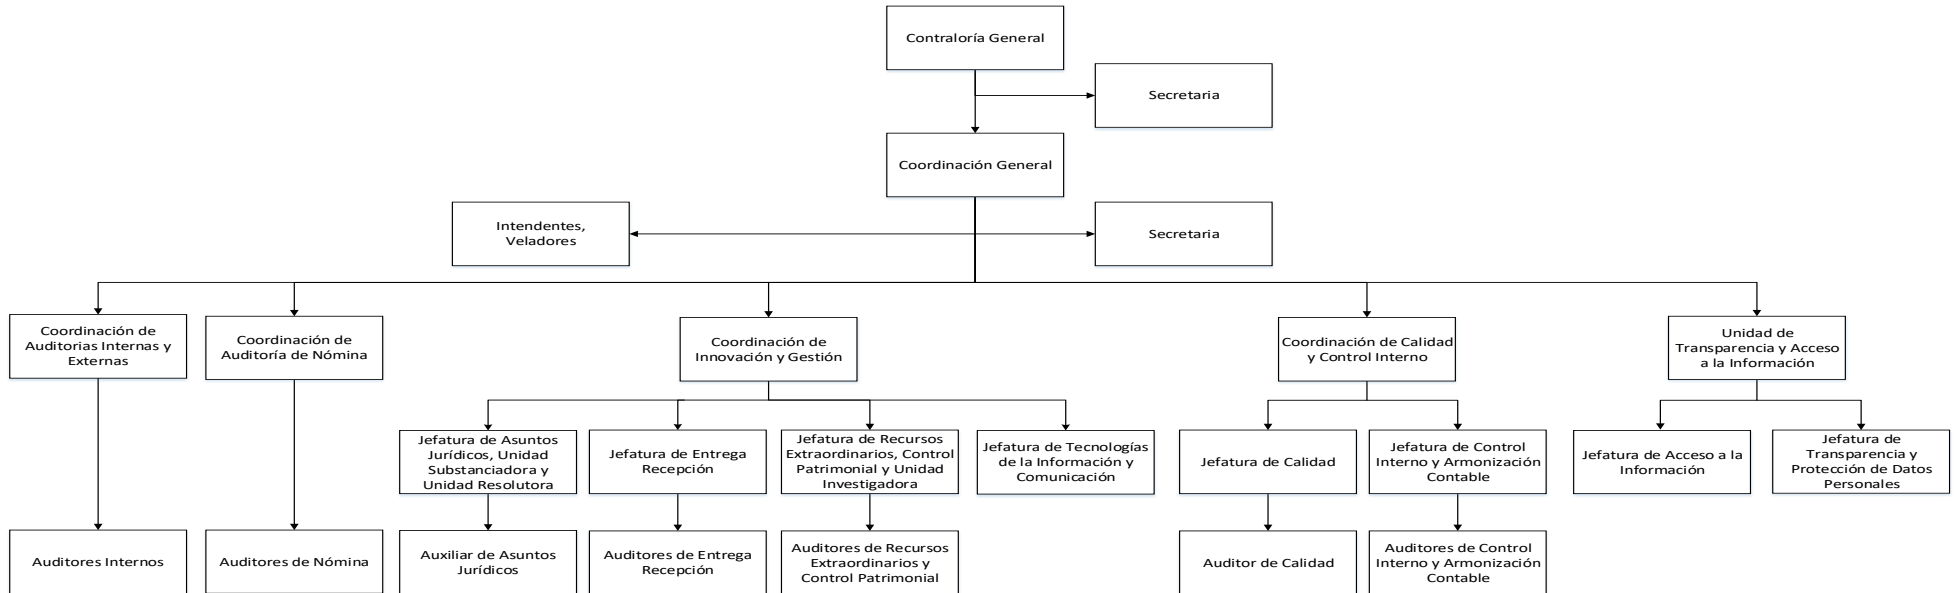 Contraloría General
Secretaria
Coordinación General
Intendentes,
Veladores
Secretaria
Coordinación de
Auditorias Internas y
Externas
Coordinación de
Auditoría de Nómina
Coordinación de
Innovación y Gestión
Coordinación de Calidad
y Control Interno
Unidad de
Transparencia y Acceso
a la Información
Jefatura de Asuntos
Jurídicos, Unidad
Substanciadora y
Unidad Resolutora
Jefatura de Entrega
Recepción
Jefatura de Recursos
Extraordinarios, Control
Patrimonial y Unidad
Investigadora
Jefatura de Tecnologías
de la Información y
Comunicación
Jefatura de Calidad
Jefatura de Control
Interno y Armonización
Contable
Jefatura de Acceso a la
Información
Jefatura de
Transparencia y
Protección de Datos
Personales
Auditores Internos
Auditores de Nómina
Auxiliar de Asuntos
Jurídicos
Auditores de Entrega
Recepción
Auditores de Recursos
Extraordinarios y
Control Patrimonial
Auditor de Calidad
Auditores de Control
Interno y Armonización
Contable